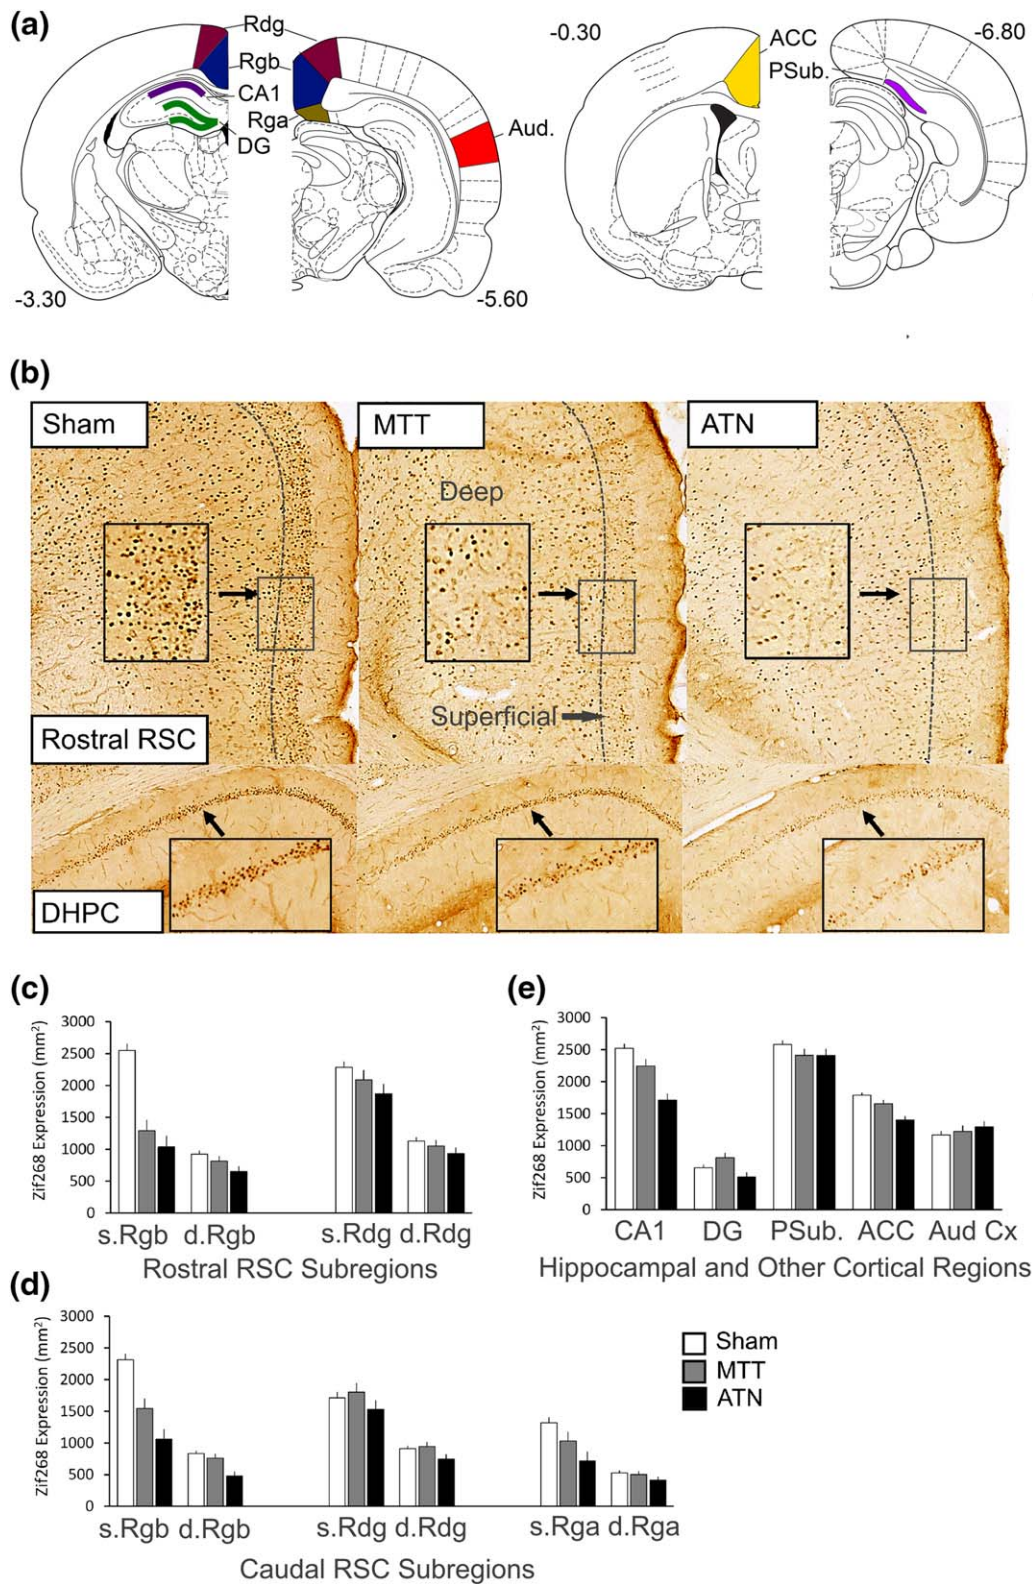 (a)
Rdg
Rgb
CA1
Rga
DG
Aud.
-3.30
-5.60
-0.30
ACC
PSub.
-6.80
(b)
Sham
MTT
ATN
Deep
Superficial
Rostral RSC
DHPC
(c)
Zif268 Expression (mm²)
3000
2500
2000
1500
1000
500
0
s.Rgb d.Rgb s.Rdg d.Rdg
Rostral RSC Subregions
(e)
Zif268 Expression (mm²)
3000
2500
2000
1500
1000
500
0
CA1 DG PSub. ACC Aud Cx
Hippocampal and Other Cortical Regions
(d)
Zif268 Expression (mm²)
3000
2500
2000
1500
1000
500
0
s.Rgb d.Rgb s.Rdg d.Rdg s.Rga d.Rga
Caudal RSC Subregions
Sham
MTT
ATN